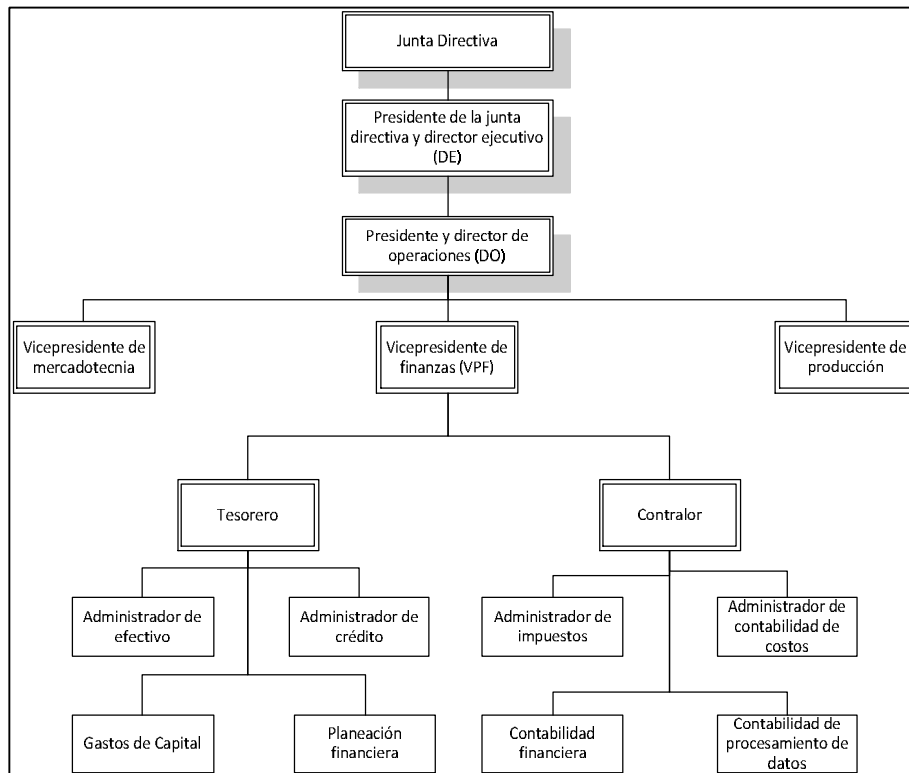 Junta Directiva
Presidente de la junta
directiva y director ejecutivo
(DE)
Presidente y director de
operaciones (DO)
Vicepresidente de
mercadotecnia
Vicepresidente de
finanzas (VPF)
Vicepresidente de
producción
Tesorero
Contralor
Administrador de
efectivo
Administrador de
crédito
Administrador de
impuestos
Administrador de
contabilidad de
costos
Gastos de Capital
Planeación
financiera
Contabilidad
financiera
Contabilidad de
procesamiento de
datos